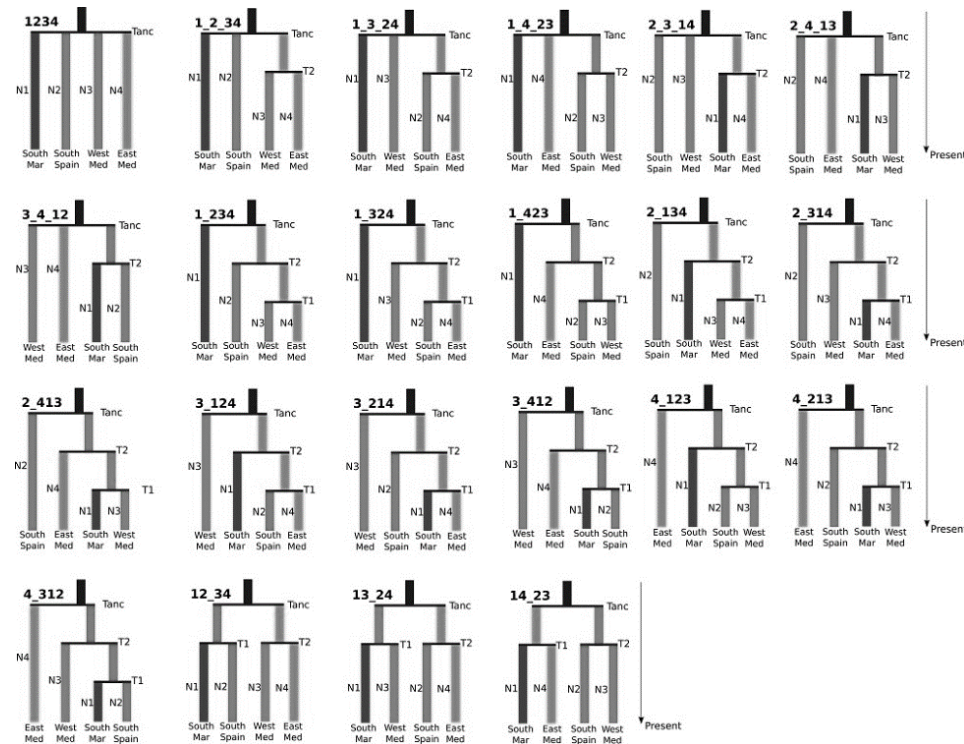 1234 Tanc
N1 N2 N3 N4
South Mar South Spain West Med East Med
1_2_34 Tanc
T2
N1 N2 N3 N4
South Mar South Spain West Med East Med
1_3_24 Tanc
T2
N1 N3 N2 N4
South Mar West Med South Spain East Med
1_4_23 Tanc
T2
N1 N4 N2 N3
South Mar East Med South Spain West Med
2_3_14 Tanc
T2
N2 N3 N1 N4
South Spain West Med South Mar East Med
2_4_13 Tanc
T2
N2 N4 N1 N3
South Spain East Med South Mar West Med
Present
3_4_12 Tanc
T2
N3 N4 N1 N2
West Med East Med South Mar South Spain
1_234 Tanc
T2
T1
N1 N2 N3 N4
South Mar South Spain West Med East Med
1_324 Tanc
T2
T1
N1 N3 N2 N4
South Mar West Med South Spain East Med
1_423 Tanc
T2
T1
N1 N4 N2 N3
South Mar East Med South Spain West Med
2_134 Tanc
T2
T1
N2 N1 N3 N4
South Spain South Mar West Med East Med
2_314 Tanc
T2
T1
N2 N3 N1 N4
South Spain West Med South Mar East Med
Present
2_413 Tanc
T2
T1
N2 N4 N1 N3
South Spain East Med South Mar West Med
3_124 Tanc
T2
T1
N3 N1 N2 N4
West Med South Mar South Spain East Med
3_214 Tanc
T2
T1
N3 N2 N1 N4
West Med South Spain South Mar East Med
3_412 Tanc
T2
T1
N3 N4 N1 N2
West Med East Med South Mar South Spain
4_123 Tanc
T2
T1
N4 N1 N2 N3
East Med South Mar South Spain West Med
4_213 Tanc
T2
T1
N4 N2 N1 N3
East Med South Spain South Mar West Med
Present
4_312 Tanc
T2
T1
N4 N3 N1 N2
East Med West Med South Mar South Spain
12_34 Tanc
T1 T2
N1 N2 N3 N4
South Mar South Spain West Med East Med
13_24 Tanc
T1 T2
N1 N3 N2 N4
South Mar West Med South Spain East Med
14_23 Tanc
T1 T2
N1 N4 N2 N3
South Mar East Med South Spain West Med
Present